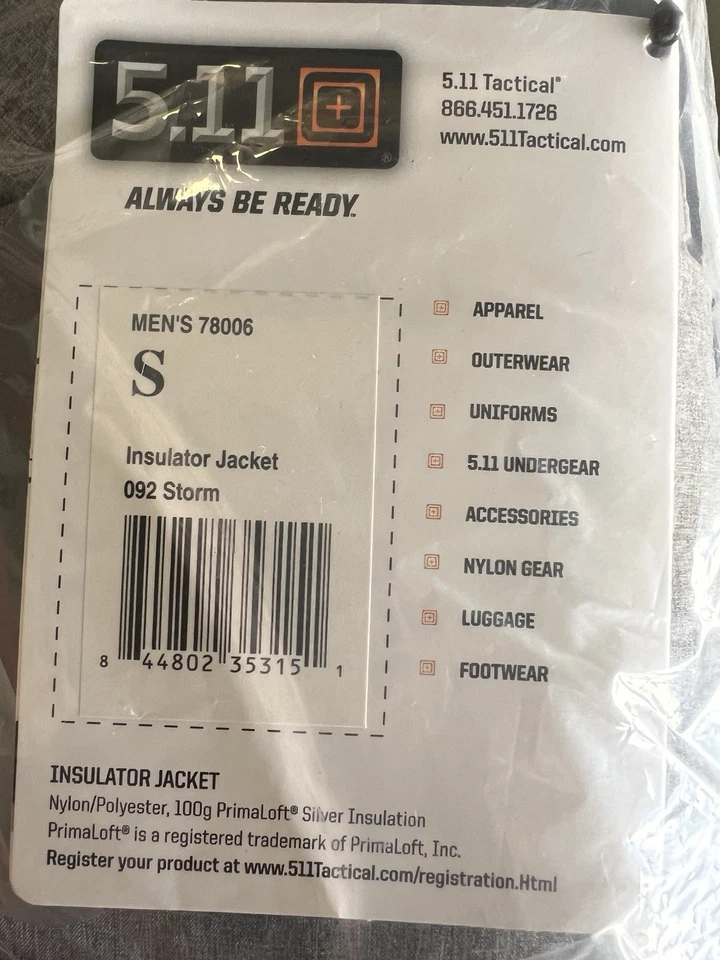 5.11
®
5.11 Tactical®
866.451.1726
www.511Tactical.com
ALWAYS BE READY™
MEN'S 78006
S
Insulator Jacket
092 Storm
8 44802 35315 1
APPAREL
OUTERWEAR
UNIFORMS
5.11 UNDERGEAR
ACCESSORIES
NYLON GEAR
LUGGAGE
FOOTWEAR
INSULATOR JACKET
Nylon/Polyester, 100g PrimaLoft® Silver Insulation
PrimaLoft® is a registered trademark of PrimaLoft, Inc.
Register your product at www.511Tactical.com/registration.Html